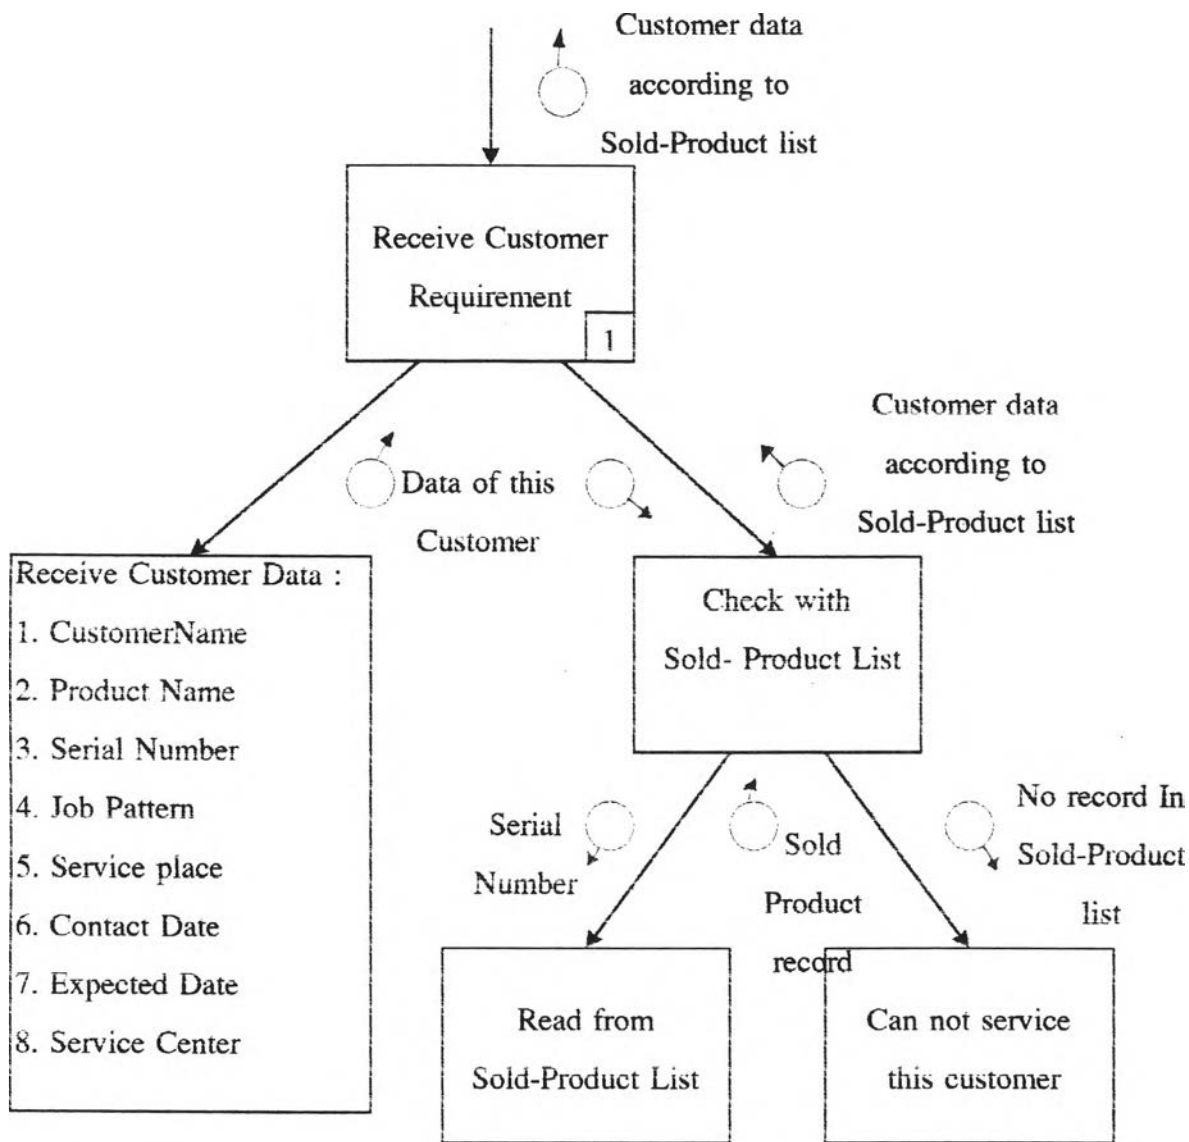 Customer data
according to
Sold-Product list
Receive Customer
Requirement
1
Customer data
according to
Sold-Product list
Data of this
Customer
Receive Customer Data :
1. CustomerName
2. Product Name
3. Serial Number
4. Job Pattern
5. Service place
6. Contact Date
7. Expected Date
8. Service Center
Check with
Sold- Product List
Serial
Number
Sold
Product
record
No record In
Sold-Product
list
Read from
Sold-Product List
Can not service
this customer